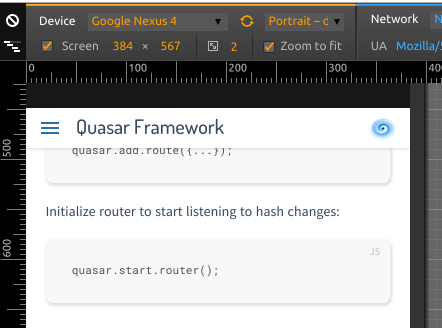 Device Google Nexus 4 Portrait – d Network N
Screen 384 × 567 2 Zoom to fit UA Mozilla/
0 100 200 300 400
500
600
Quasar Framework
quasar.add.route({...});
Initialize router to start listening to hash changes:
JS
quasar.start.router();